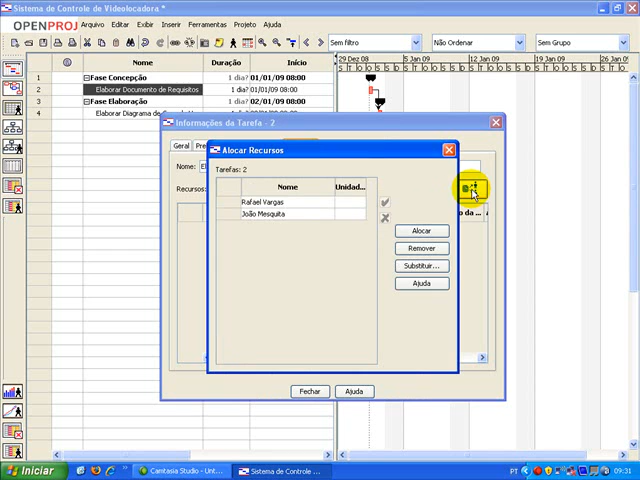 Sistema de Controle de Videolocadora *
OPENPROJ
Arquivo Editar Exibir Inserir Ferramentas Projeto Ajuda
Sem filtro Não Ordenar Sem Grupo
Nome Duração Início
29 Dez 08 5 Jan 09 12 Jan 09 19 Jan 09 26 Jan 09
1 Fase Concepção 1 dia? 01/01/09 08:00
2 Elaborar Documento de Requisitos 1 dia? 01/01/09 08:00
3 Fase Elaboração 1 dia? 02/01/09 08:00
4 Elaborar Diagrama de
Informações da Tarefa - 2
Geral
Nome:
Recursos:
Alocar Recursos
Tarefas: 2
Nome Unidad...
Rafael Vargas
João Mesquita
Alocar
Remover
Substituir...
Ajuda
Fechar Ajuda
Iniciar
Camtasia Studio - Unt...
Sistema de Controle ...
PT
09:31